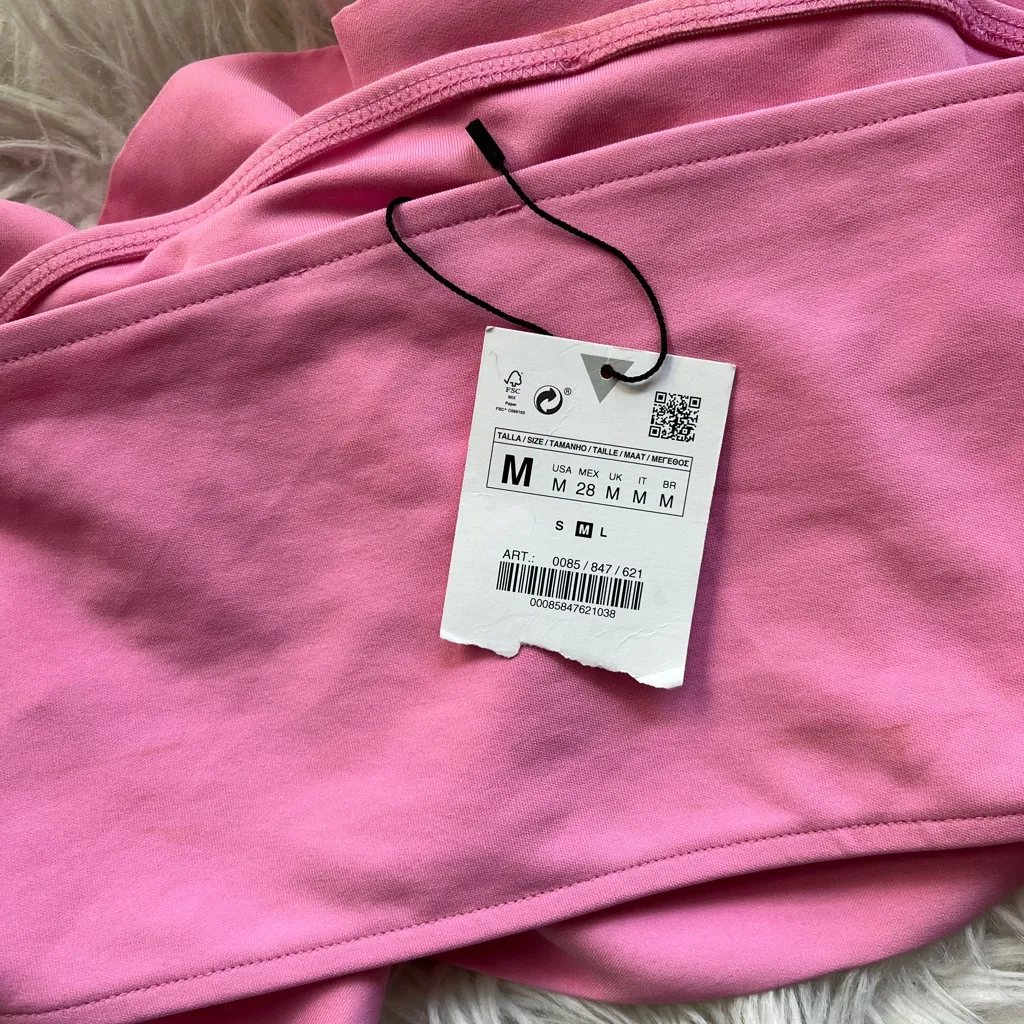 FSC
MIX
Paper
FSC® C068193
®
TALLA / SIZE / TAMANHO / TAILLE / MAAT / ΜΕΓΕΘΟΣ
M
USA MEX UK IT BR
M 28 M M M
S M L
ART.: 0085 / 847 / 621
00085847621038